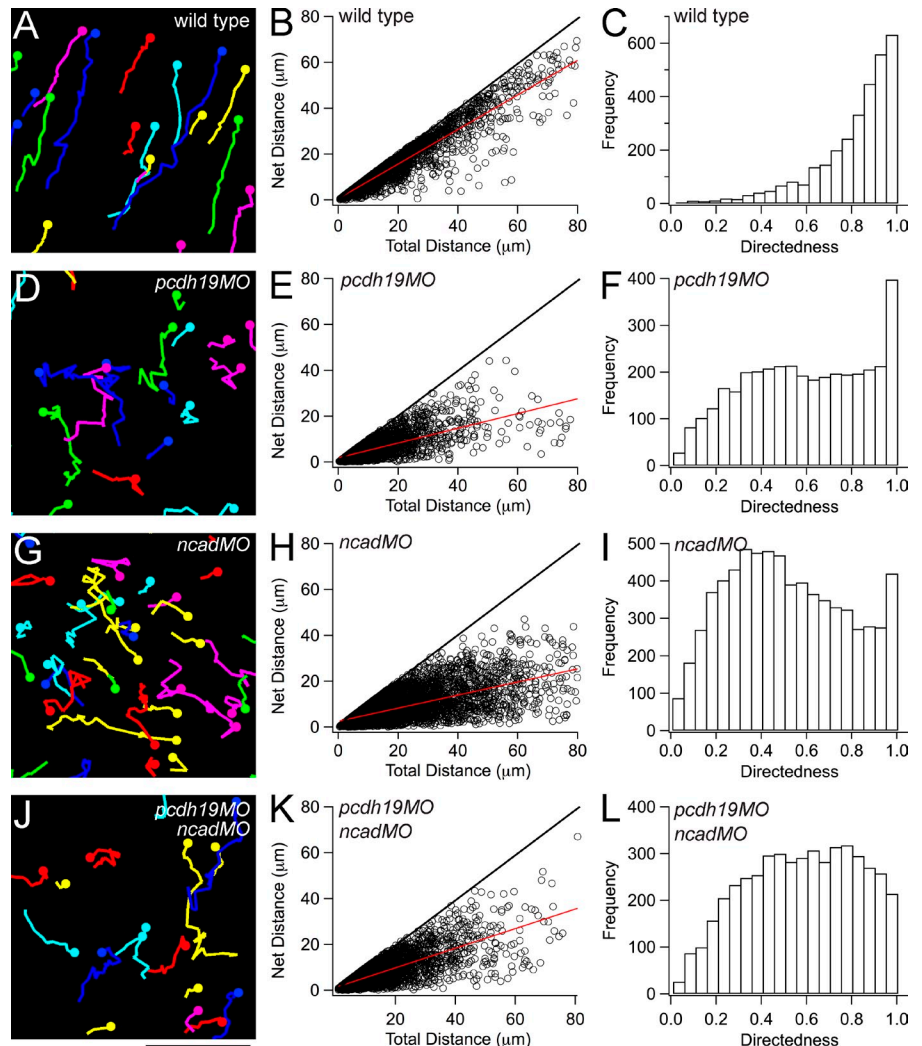 A wild type
B wild type
80
60
40
20
0
Net Distance (μm)
0 20 40 60 80
Total Distance (μm)
C wild type
600
400
200
0
Frequency
0.0 0.2 0.4 0.6 0.8 1.0
Directedness
D pcdh19MO
E pcdh19MO
80
60
40
20
0
Net Distance (μm)
0 20 40 60 80
Total Distance (μm)
F pcdh19MO
400
300
200
100
0
Frequency
0.0 0.2 0.4 0.6 0.8 1.0
Directedness
G ncadMO
H ncadMO
80
60
40
20
0
Net Distance (μm)
0 20 40 60 80
Total Distance (μm)
I ncadMO
500
400
300
200
100
0
Frequency
0.0 0.2 0.4 0.6 0.8 1.0
Directedness
J pcdh19MO
ncadMO
K pcdh19MO
ncadMO
80
60
40
20
0
Net Distance (μm)
20 40 60 80
Total Distance (μm)
L pcdh19MO
ncadMO
400
300
200
100
0
Frequency
0.0 0.2 0.4 0.6 0.8 1.0
Directedness